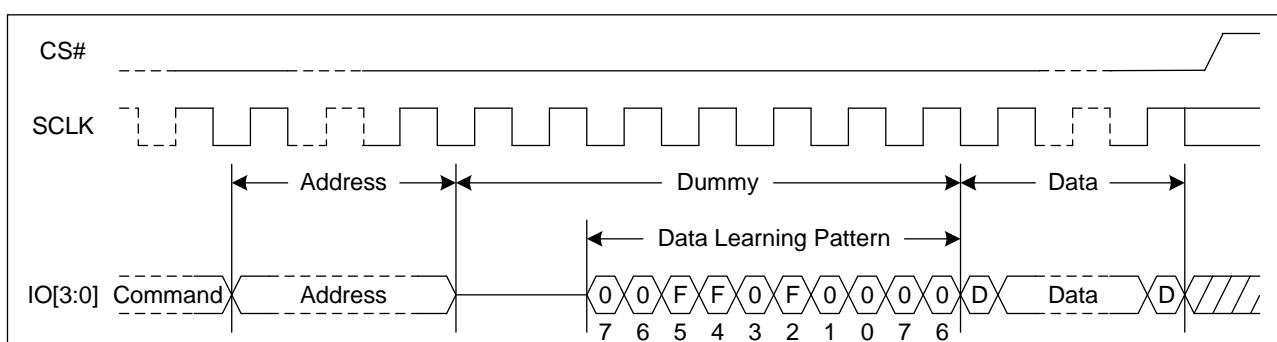 CS#
SCLK
Address Dummy Data
Data Learning Pattern
IO[3:0] Command Address 0 0 F F 0 F 0 0 0 0 D Data D
7 6 5 4 3 2 1 0 7 6